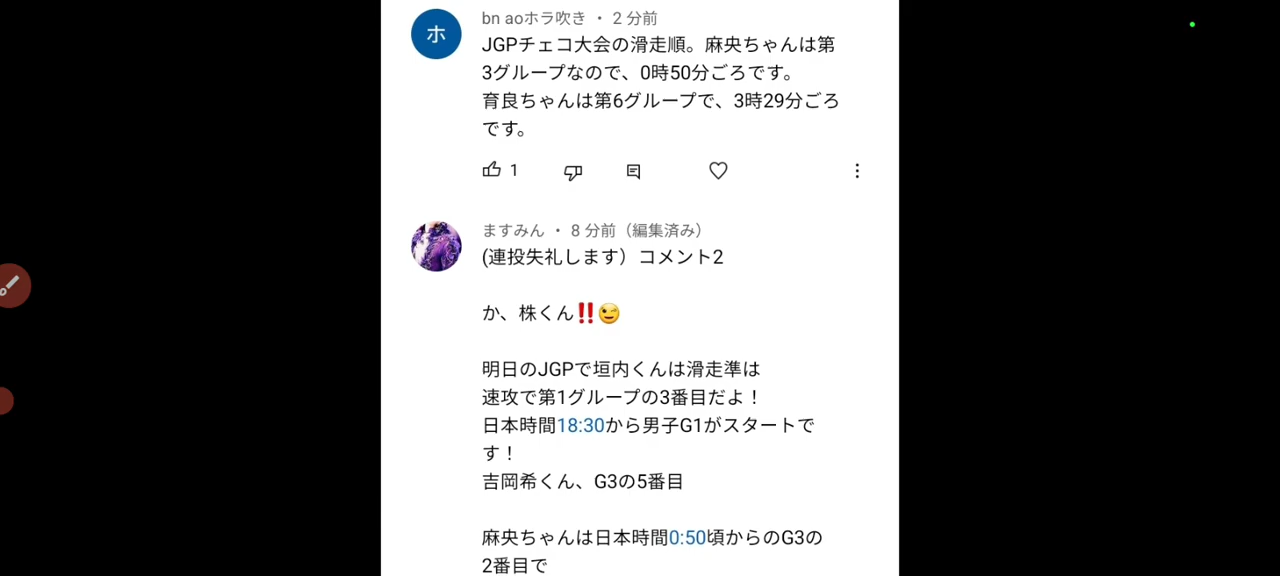 ホ
bn aoホラ吹き ・ 2 分前
JGPチェコ大会の滑走順。麻央ちゃんは第
3グループなので、0時50分ごろです。
育良ちゃんは第6グループで、3時29分ごろ
です。
1
ますみん ・ 8 分前（編集済み）
(連投失礼します）コメント2
か、株くん‼️😉
明日のJGPで垣内くんは滑走準は
速攻で第1グループの3番目だよ！
日本時間18:30から男子G1がスタートで
す！
吉岡希くん、G3の5番目
麻央ちゃんは日本時間0:50頃からのG3の
2番目で